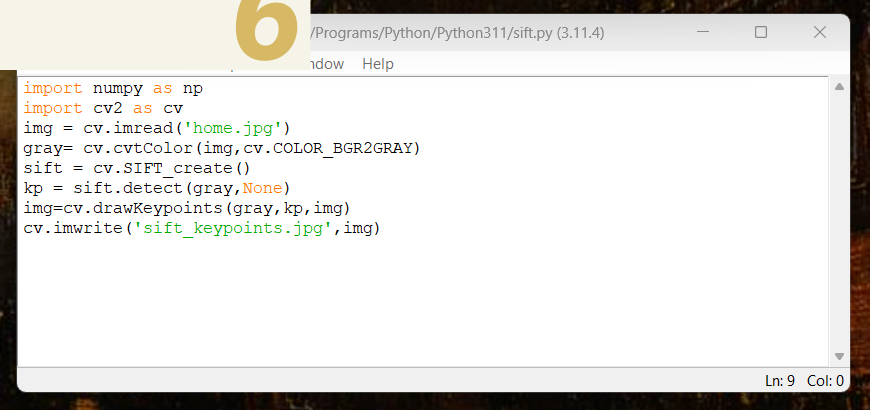 6
/Programs/Python/Python311/sift.py (3.11.4)
Help
import numpy as np
import cv2 as cv
img = cv.imread('home.jpg')
gray= cv.cvtColor(img,cv.COLOR_BGR2GRAY)
sift = cv.SIFT_create()
kp = sift.detect(gray,None)
img=cv.drawKeypoints(gray,kp,img)
cv.imwrite('sift_keypoints.jpg',img)
Ln: 9 Col: 0